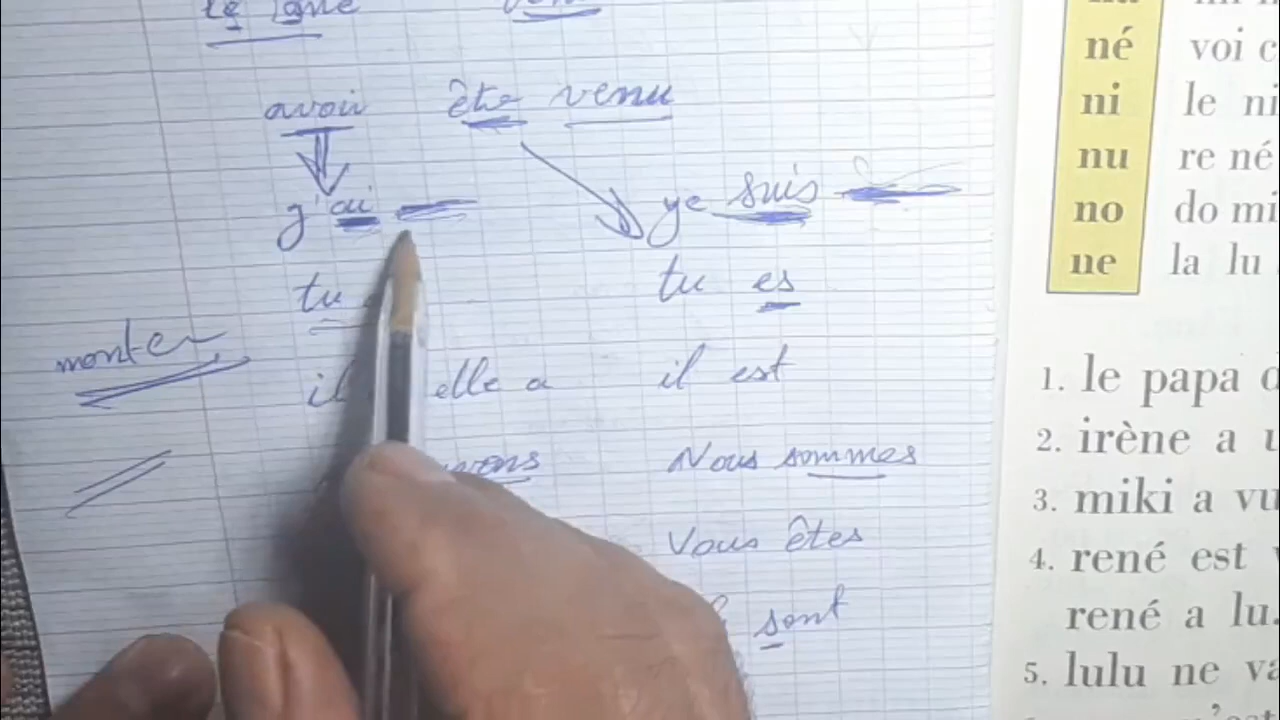 avoir être venu
j'ai je suis
tu tu es
il elle a il est
monter
avons Nous sommes
Vous êtes
sont
né voi
ni le ni
nu re né
no do mi
ne la lu
1. le papa
2. irène a
3. miki a vu
4. rené est
rené a lu.
5. lulu ne va